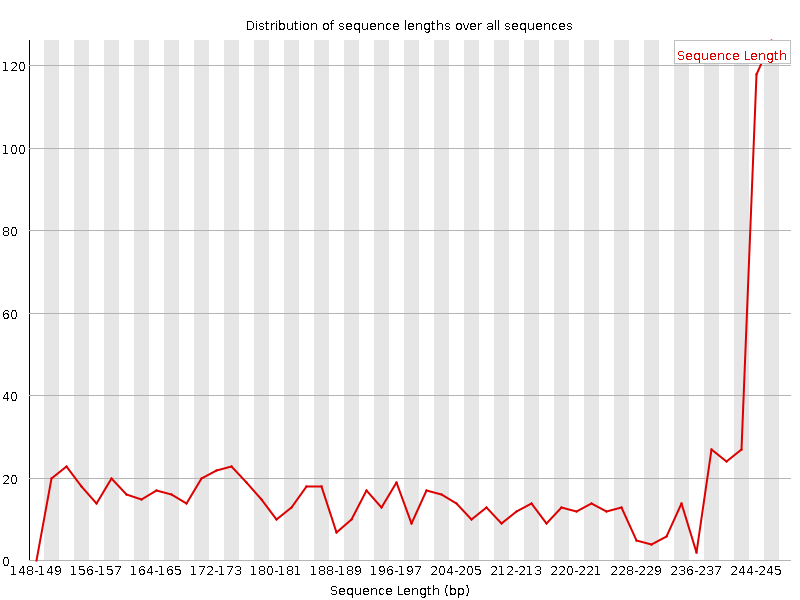 Distribution of sequence lengths over all sequences
Sequence Length
120
100
80
60
40
20
0
148-149 156-157 164-165 172-173 180-181 188-189 196-197 204-205 212-213 220-221 228-229 236-237 244-245
Sequence Length (bp)